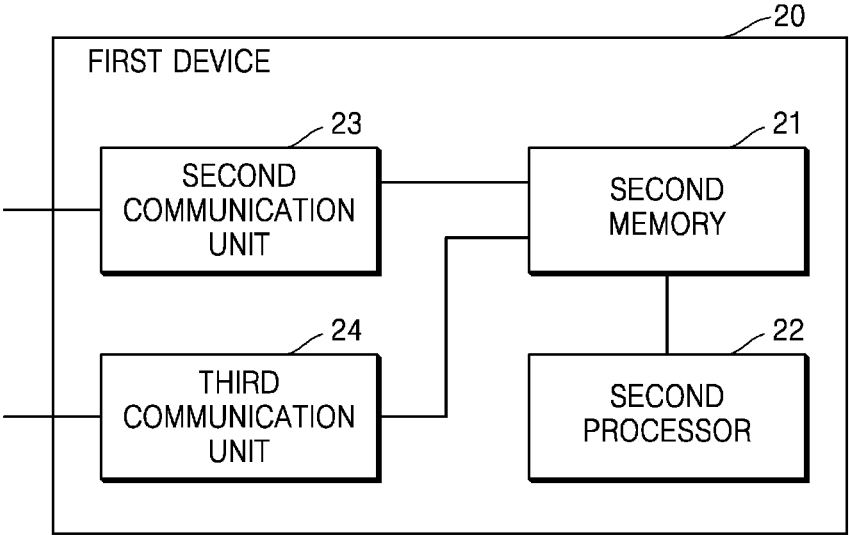 20
FIRST DEVICE
23
SECOND
COMMUNICATION
UNIT
21
SECOND
MEMORY
24
THIRD
COMMUNICATION
UNIT
22
SECOND
PROCESSOR